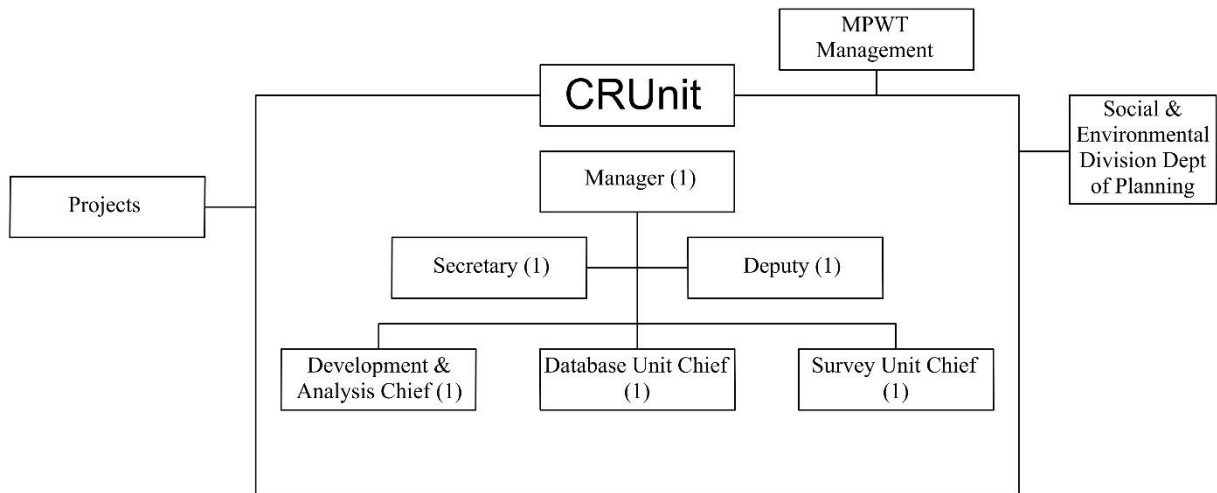 MPWT
Management
CRUnit
Social &
Environmental
Division Dept
of Planning
Manager (1)
Projects
Secretary (1)
Deputy (1)
Development &
Analysis Chief (1)
Database Unit Chief
(1)
Survey Unit Chief
(1)